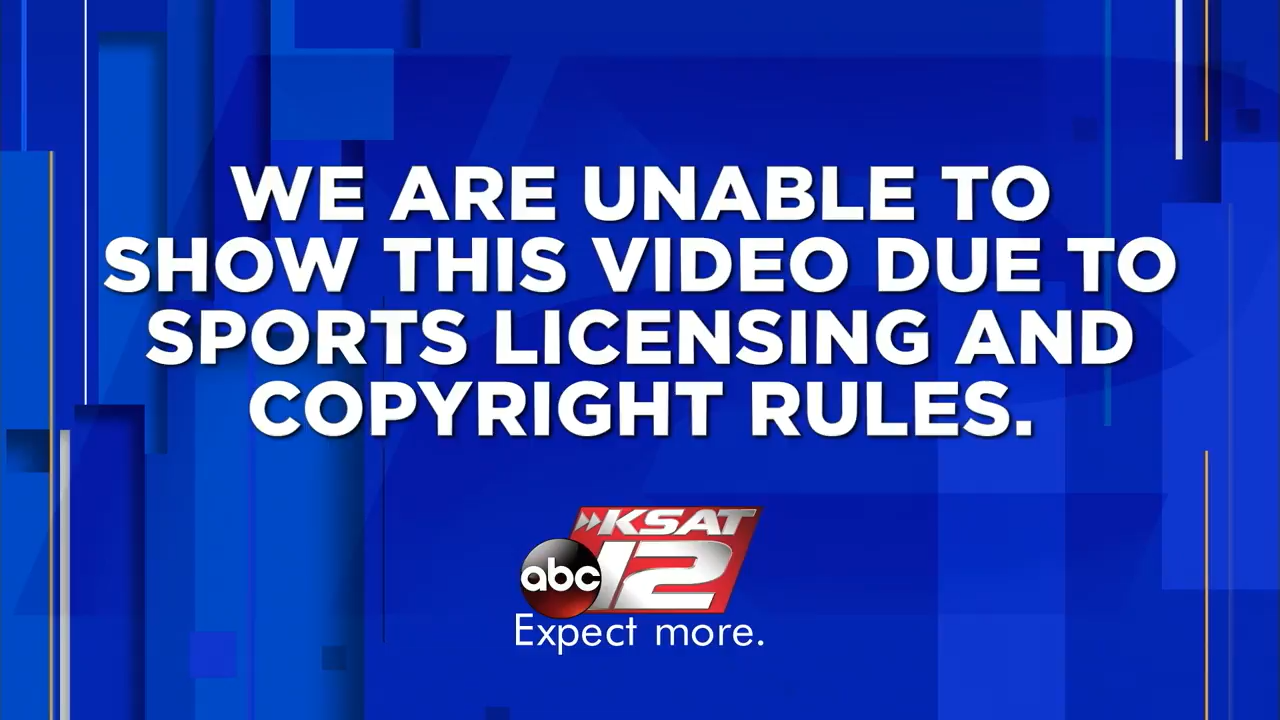 WE ARE UNABLE TO
SHOW THIS VIDEO DUE TO
SPORTS LICENSING AND
COPYRIGHT RULES.
KSAT
abc 12
Expect more.